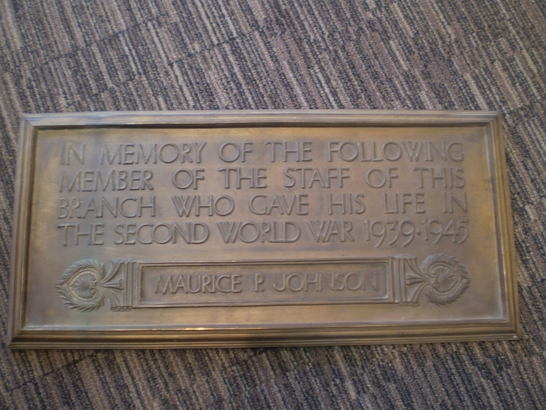 IN MEMORY OF THE FOLLOWING
MEMBER OF THE STAFF OF THIS
BRANCH WHO GAVE HIS LIFE IN
THE SECOND WORLD WAR 1939-1945
MAURICE P. JOHNSON